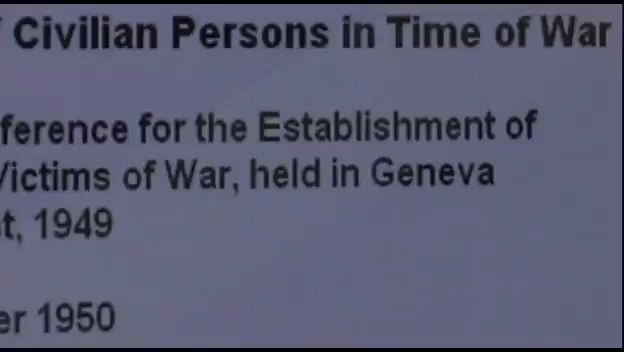 Civilian Persons in Time of War
ference for the Establishment of
Victims of War, held in Geneva
t, 1949
er 1950